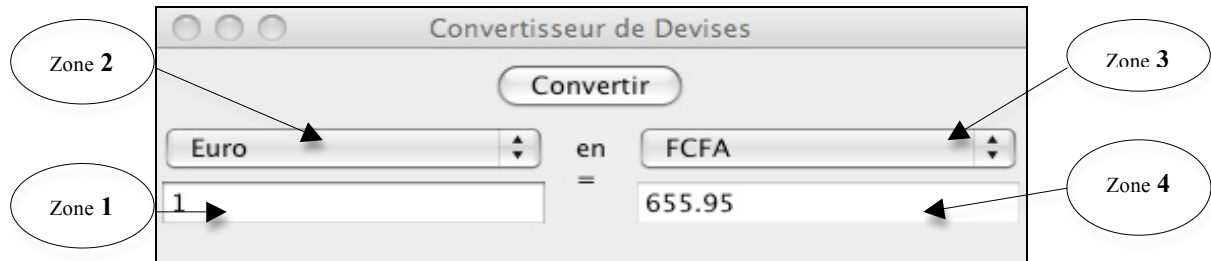 Convertisseur de Devises
Zone 2
Zone 3
Convertir
Euro
en
FCFA
=
Zone 1
1
655.95
Zone 4